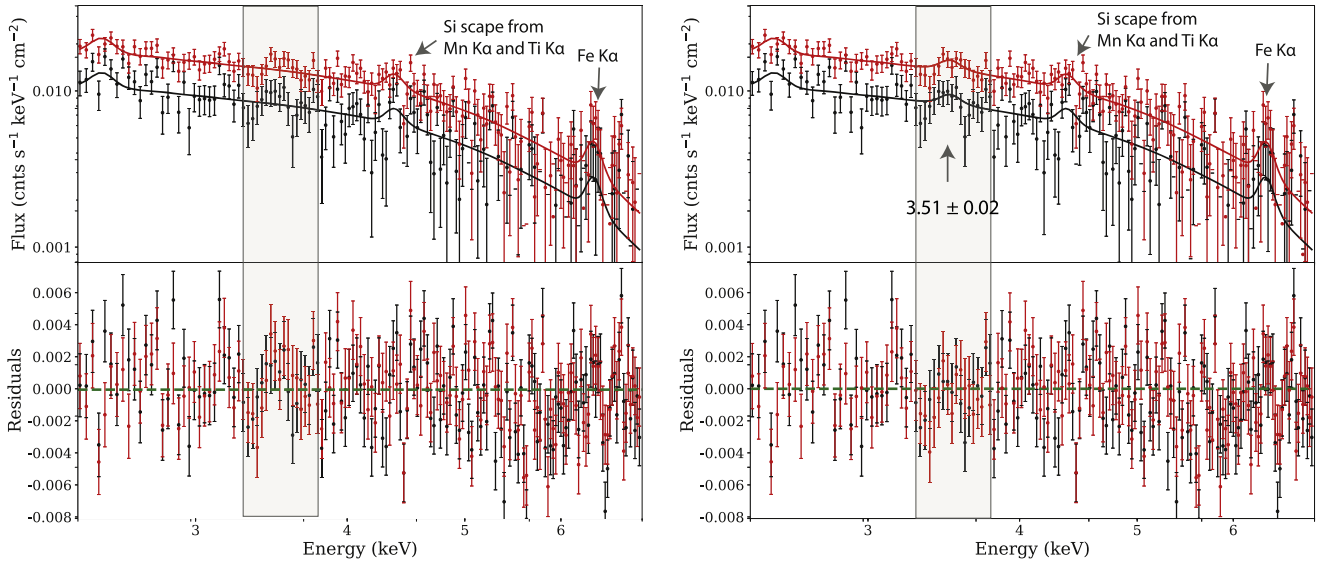 Si scape from
Mn Kα and Ti Kα
Fe Kα
0.010
0.001
Flux (cnts s⁻¹ keV⁻¹ cm⁻²)
0.006
0.004
0.002
0.000
-0.002
-0.004
-0.006
-0.008
Residuals
3 4 5 6
Energy (keV)
Si scape from
Mn Kα and Ti Kα
Fe Kα
3.51 ± 0.02
0.010
0.001
Flux (cnts s⁻¹ keV⁻¹ cm⁻²)
0.006
0.004
0.002
0.000
-0.002
-0.004
-0.006
-0.008
Residuals
3 4 5 6
Energy (keV)